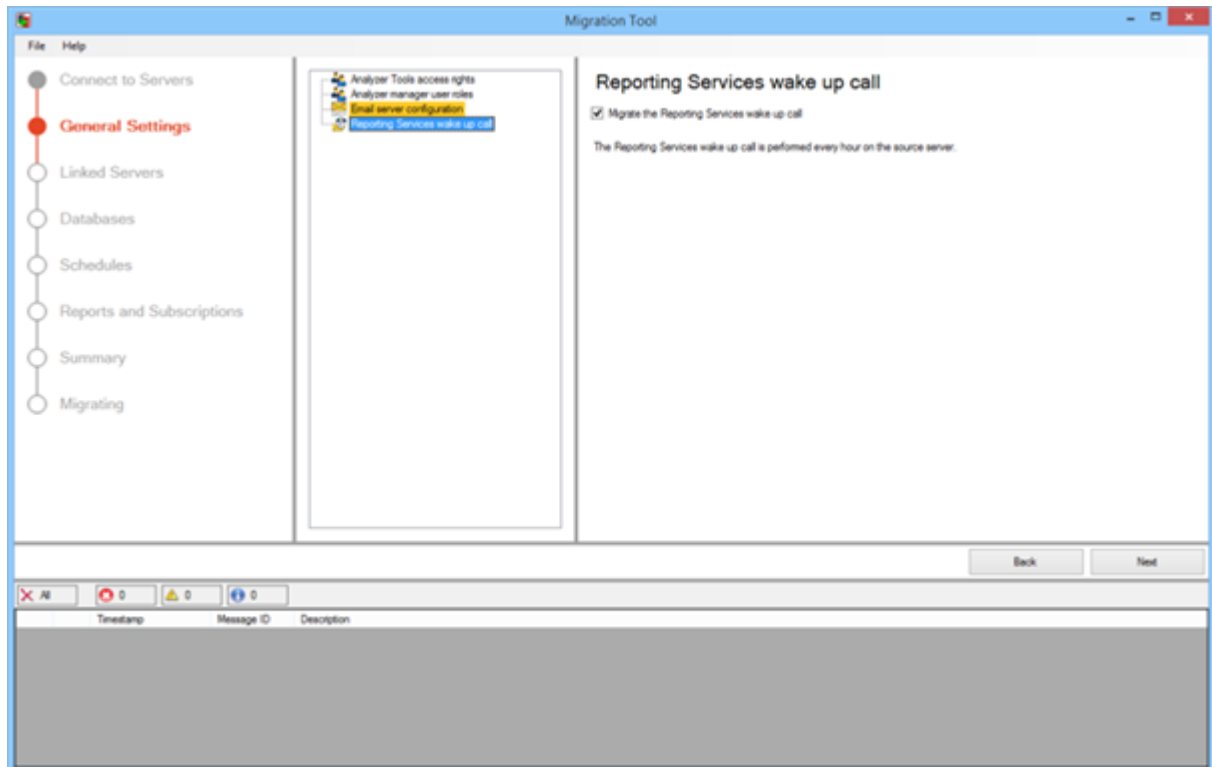 Migration Tool
File Help
Connect to Servers
General Settings
Linked Servers
Databases
Schedules
Reports and Subscriptions
Summary
Migrating
Analyzer Tools access rights
Analyzer manager user roles
Email server configuration
Reporting Services wake up call
Reporting Services wake up call
Migrate the Reporting Services wake up call
The Reporting Services wake up call is performed every hour on the source server.
Back Next
All 0 0 0
Timestamp Message ID Description